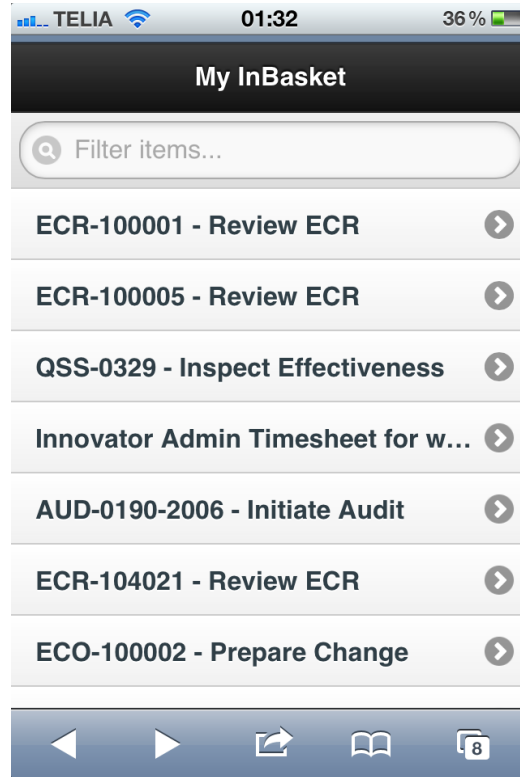 TELIA 01:32 36%
My InBasket
Filter items...
ECR-100001 - Review ECR
ECR-100005 - Review ECR
QSS-0329 - Inspect Effectiveness
Innovator Admin Timesheet for w...
AUD-0190-2006 - Initiate Audit
ECR-104021 - Review ECR
ECO-100002 - Prepare Change
8